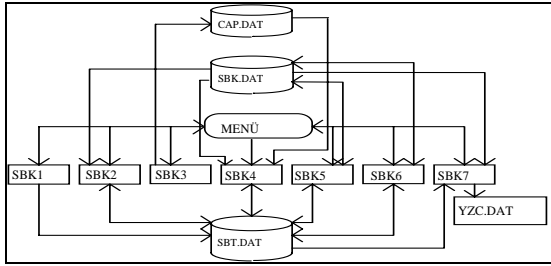 CAP.DAT
SBK.DAT
MENÜ
SBK1
SBK2
SBK3
SBK4
SBK5
SBK6
SBK7
YZC.DAT
SBT.DAT